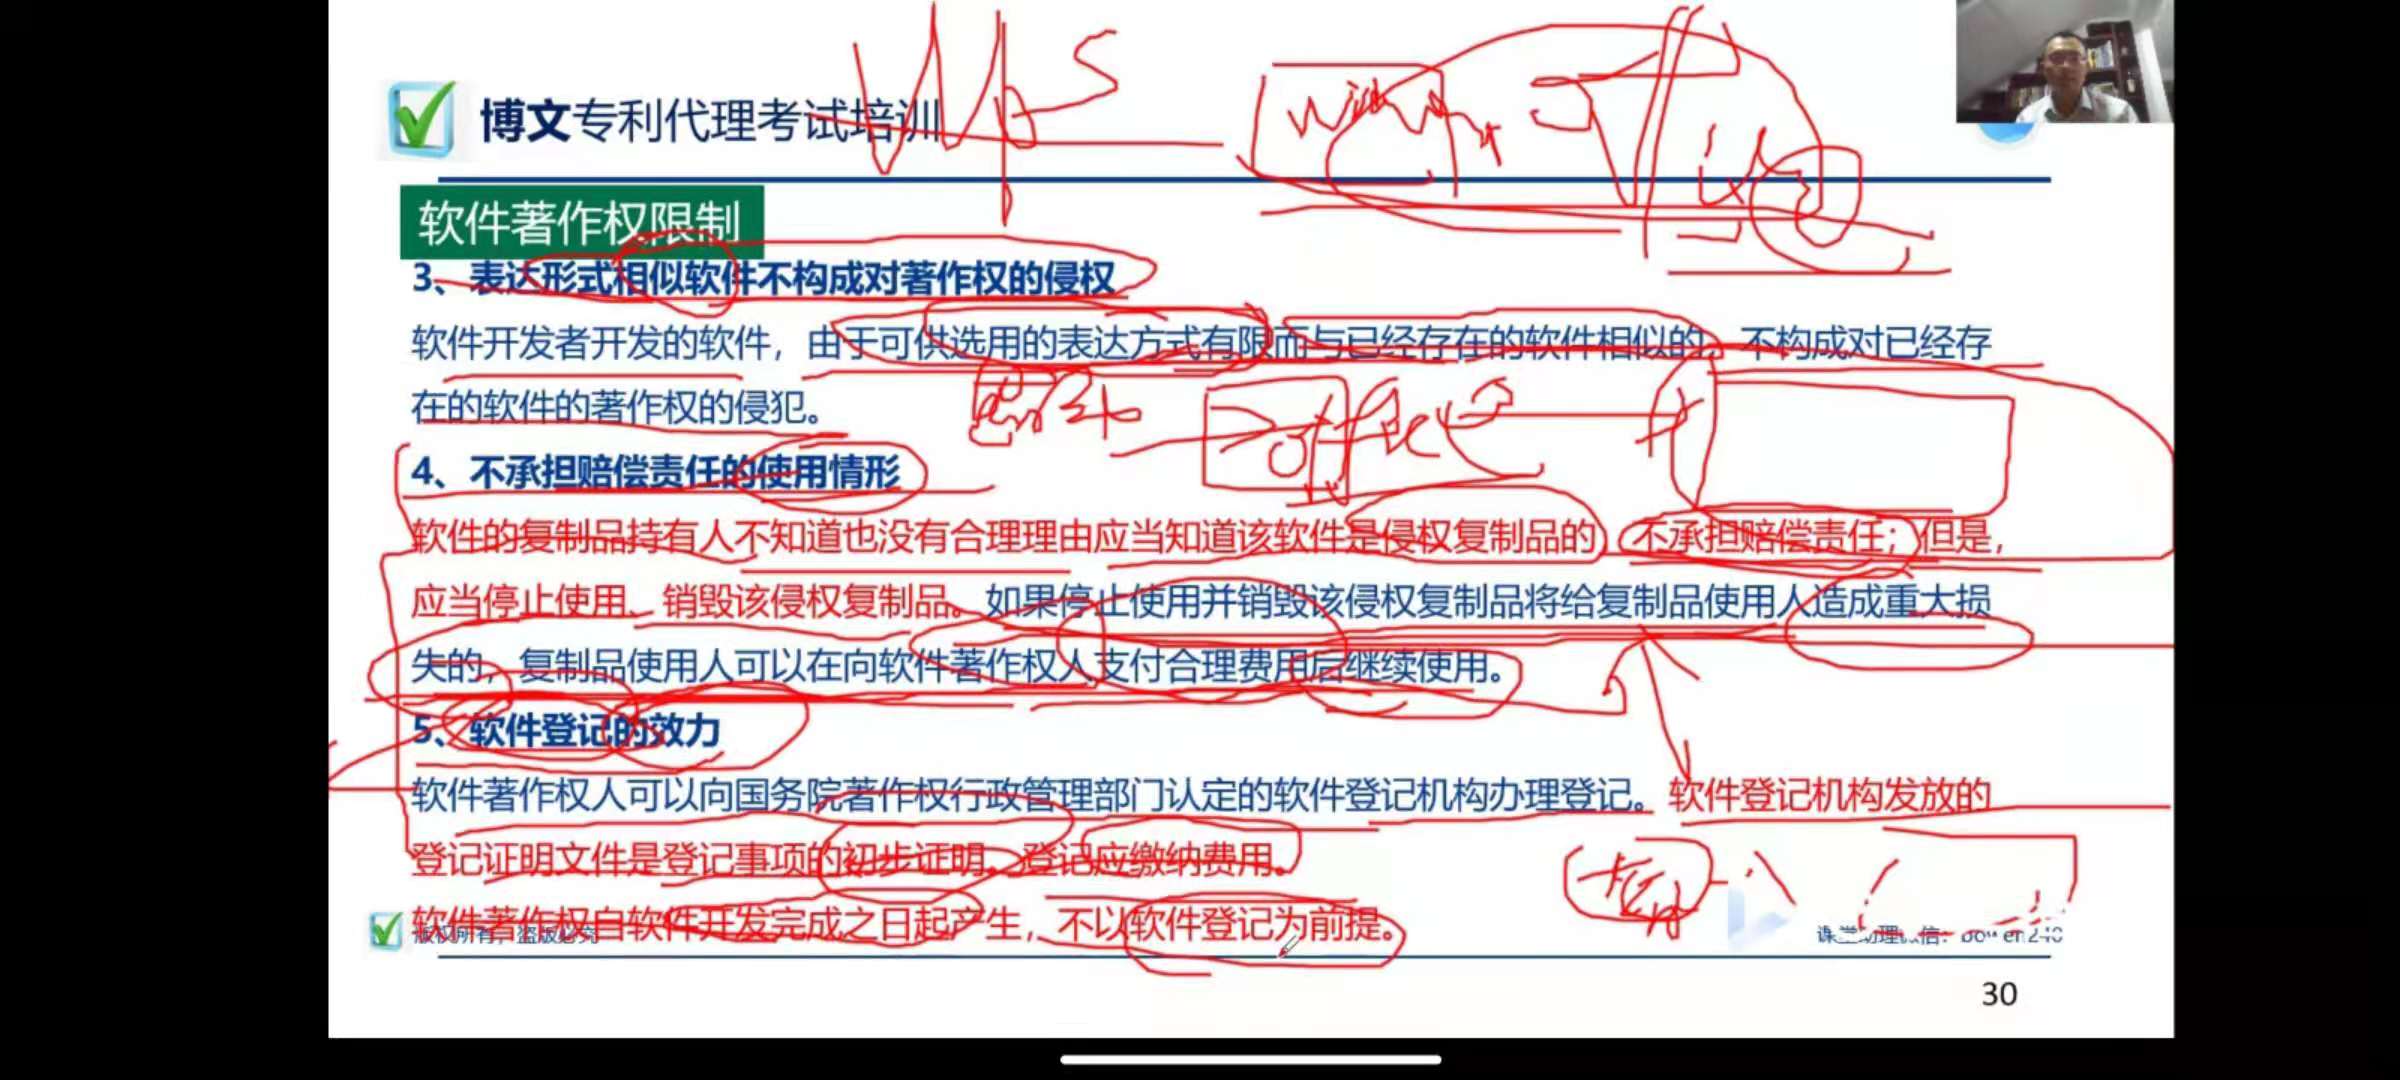 WPS
博文专利代理考试培训
软件著作权限制
3、表达形式相似软件不构成对著作权的侵权
软件开发者开发的软件，由于可供选用的表达方式有限而与已经存在的软件相似的，不构成对已经存
在的软件的著作权的侵犯。
office
4、不承担赔偿责任的使用情形
软件的复制品持有人不知道也没有合理理由应当知道该软件是侵权复制品的，不承担赔偿责任；但是，
应当停止使用、销毁该侵权复制品。如果停止使用并销毁该侵权复制品将给复制品使用人造成重大损
失的，复制品使用人可以在向软件著作权人支付合理费用后继续使用。
5、软件登记的效力
软件著作权人可以向国务院著作权行政管理部门认定的软件登记机构办理登记。软件登记机构发放的
登记证明文件是登记事项的初步证明。登记应缴纳费用。
软件著作权自软件开发完成之日起产生，不以软件登记为前提。
版权所有，盗版必究
课堂助理微信：bowen240
30